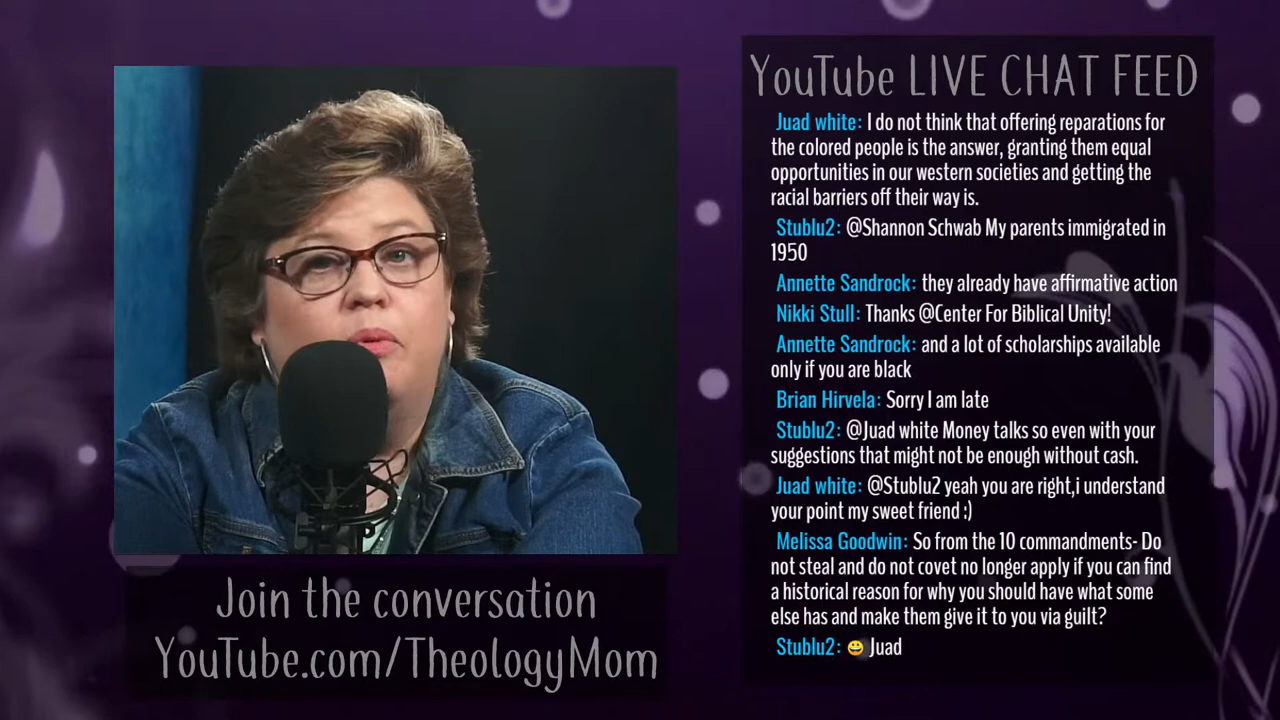 YouTube LIVE CHAT FEED
Juad white: I do not think that offering reparations for
the colored people is the answer, granting them equal
opportunities in our western societies and getting the
racial barriers off their way is.
Stublu2: @Shannon Schwab My parents immigrated in
1950
Annette Sandrock: they already have affirmative action
Nikki Stull: Thanks @Center For Biblical Unity!
Annette Sandrock: and a lot of scholarships available
only if you are black
Brian Hirvela: Sorry I am late
Stublu2: @Juad white Money talks so even with your
suggestions that might not be enough without cash.
Juad white: @Stublu2 yeah you are right,i understand
your point my sweet friend :)
Melissa Goodwin: So from the 10 commandments- Do
not steal and do not covet no longer apply if you can find
a historical reason for why you should have what some
else has and make them give it to you via guilt?
Stublu2: 😀 Juad
Join the conversation
YouTube.com/TheologyMom